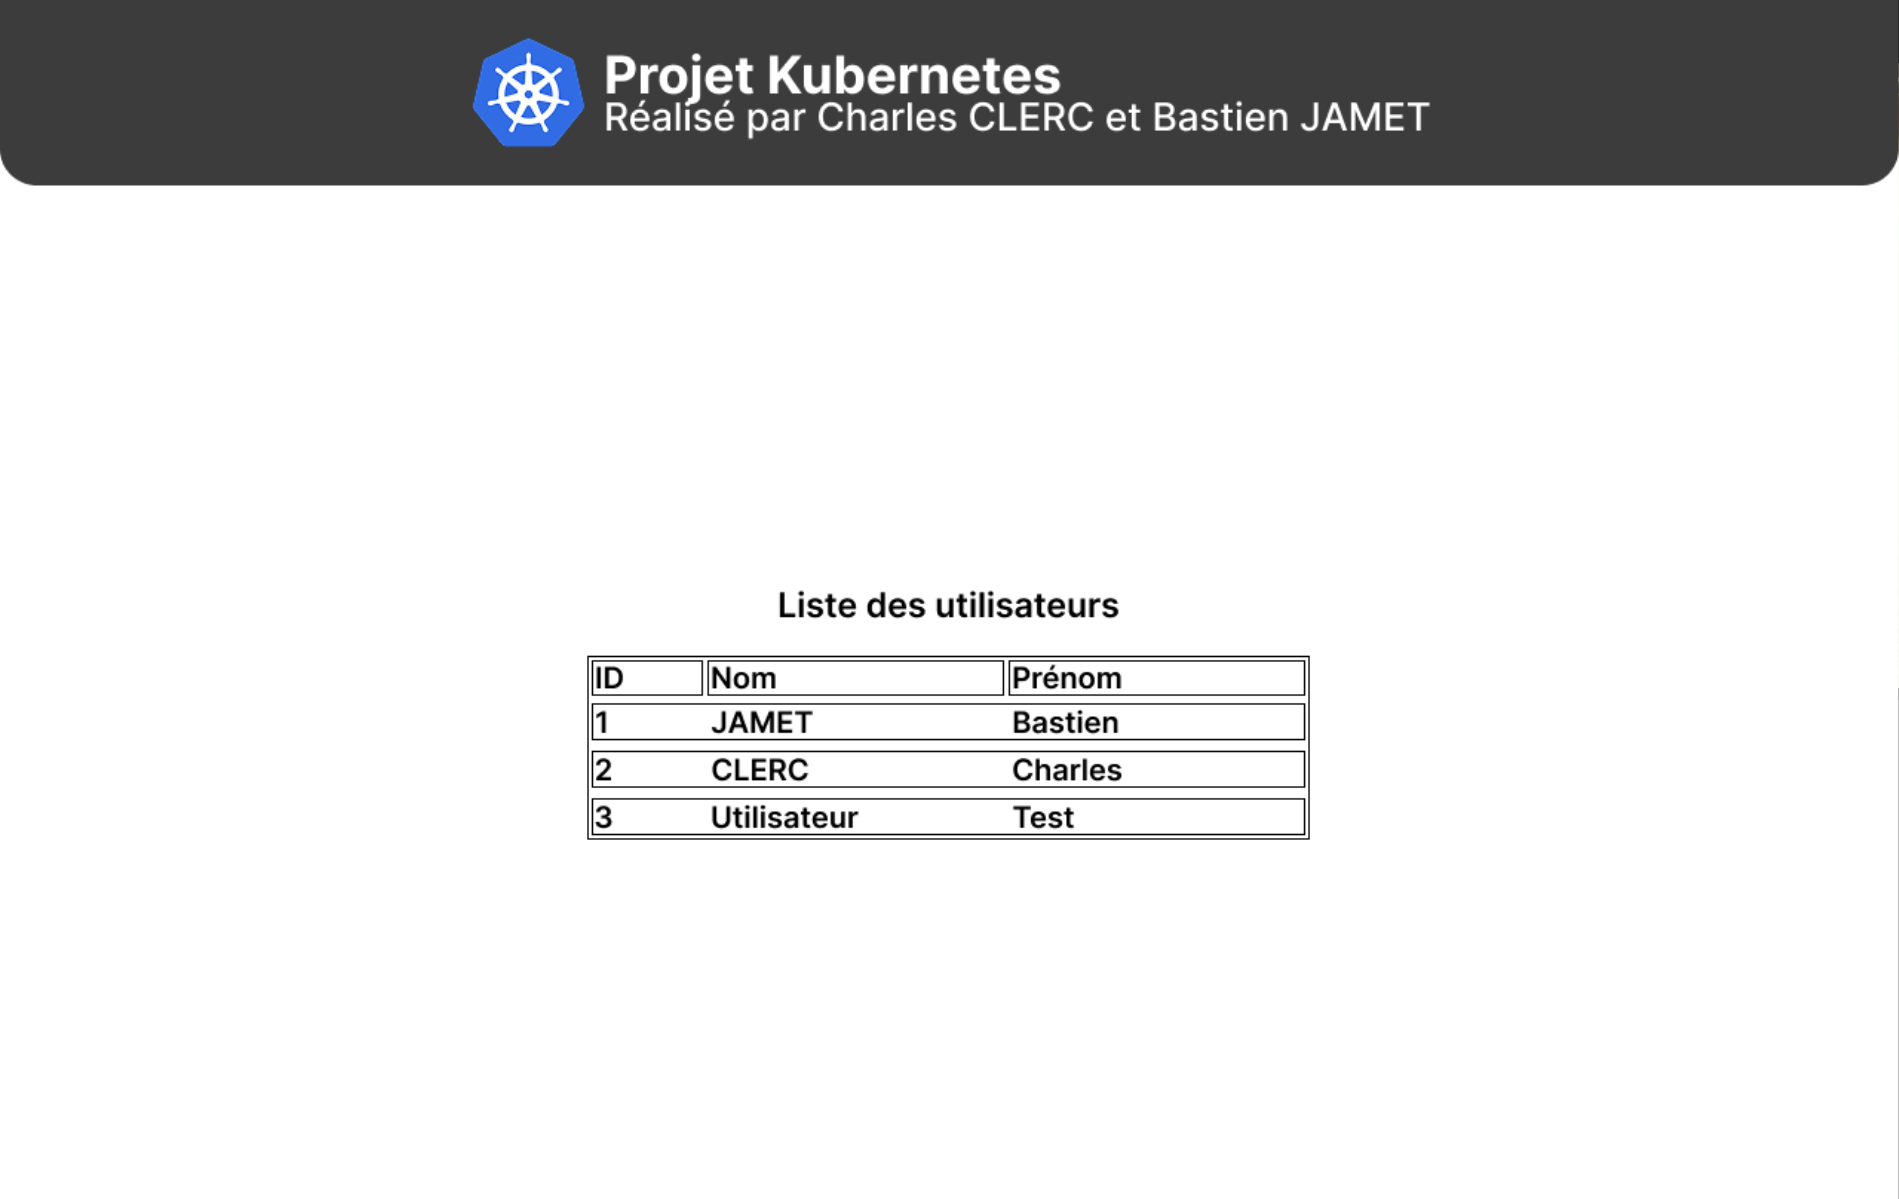 Projet Kubernetes
Réalisé par Charles CLERC et Bastien JAMET
Liste des utilisateurs
ID Nom Prénom
1 JAMET Bastien
2 CLERC Charles
3 Utilisateur Test